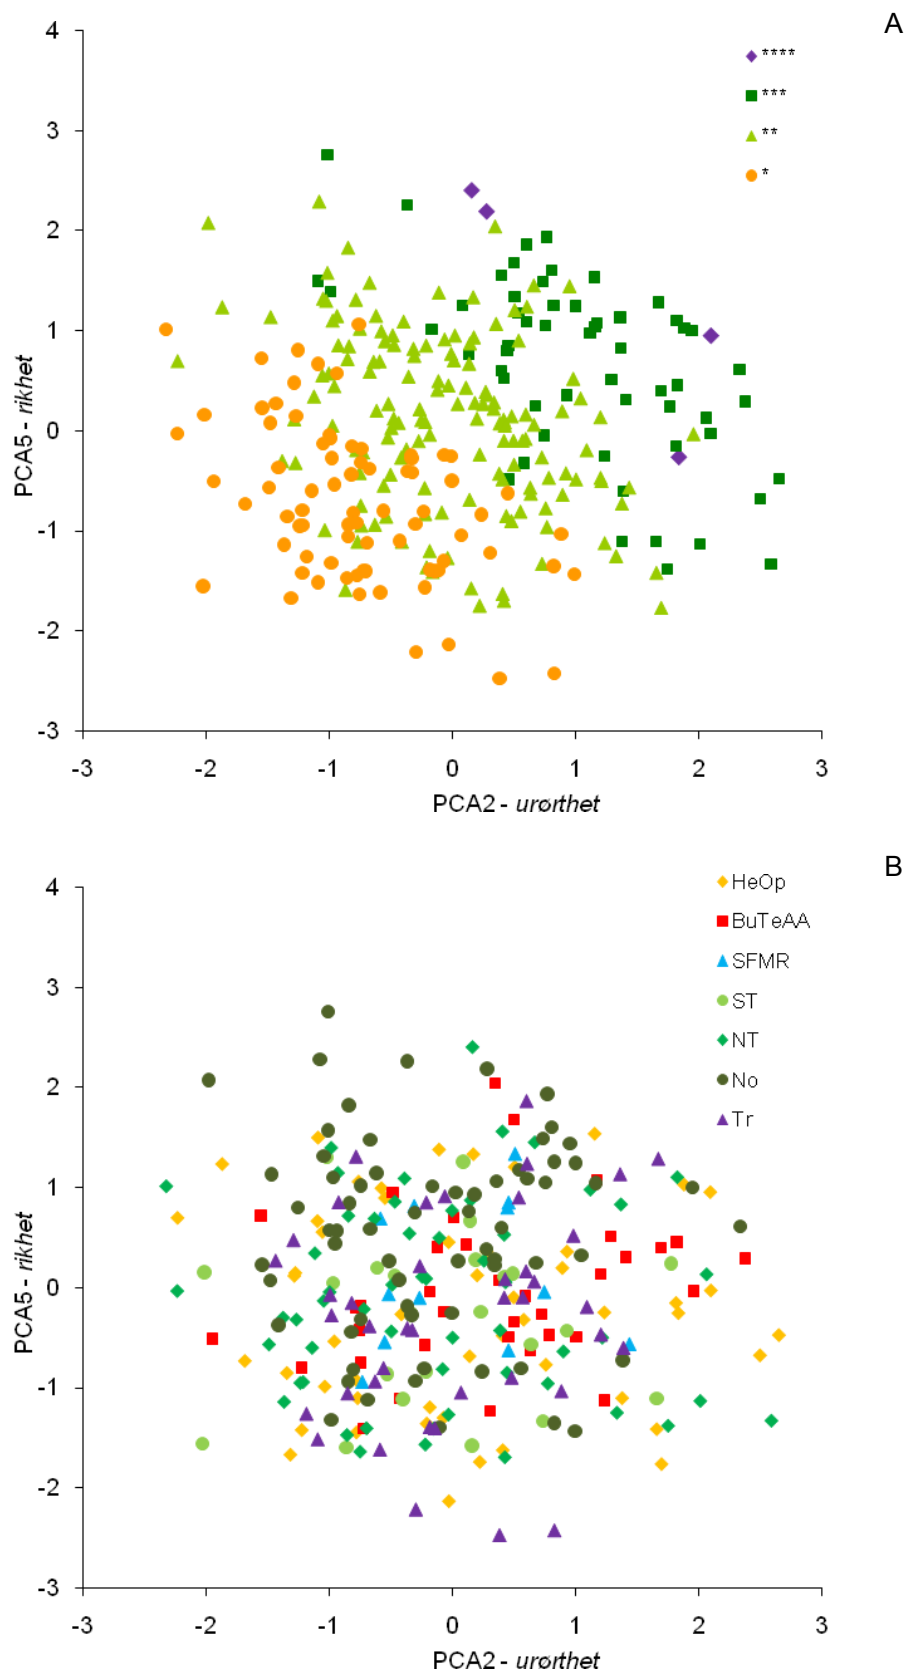 A
4
3
2
1
0
-1
-2
-3
PCA5 - rikhet
****
***
**
*
-3 -2 -1 0 1 2 3
PCA2 - urørthet
B
4
3
2
1
0
-1
-2
-3
PCA5 - rikhet
HeOp
BuTeAA
SFMR
ST
NT
No
Tr
-3 -2 -1 0 1 2 3
PCA2 - urørthet